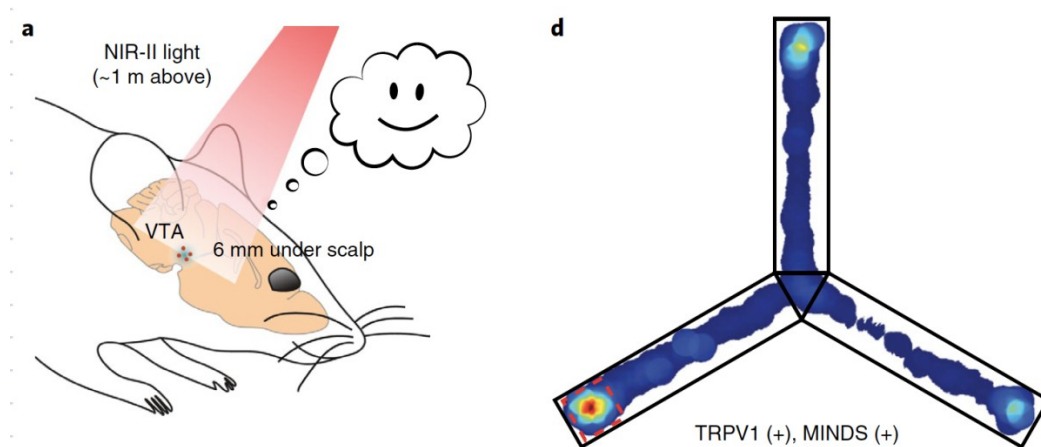 a
NIR-II light
(~1 m above)
VTA
6 mm under scalp
d
TRPV1 (+), MINDS (+)